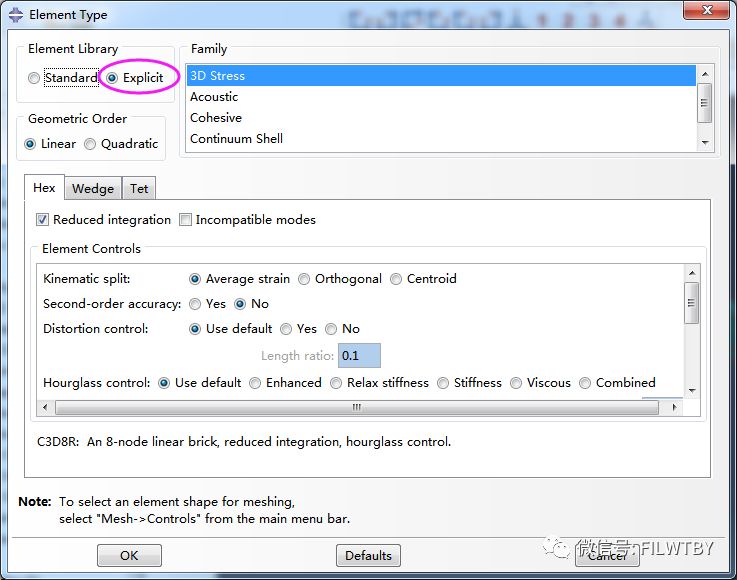 Element Type
1 2 3 4
Element Library
Standard Explicit
Geometric Order
Linear Quadratic
Family
3D Stress
Acoustic
Cohesive
Continuum Shell
Hex Wedge Tet
Reduced integration Incompatible modes
Element Controls
Kinematic split: Average strain Orthogonal Centroid
Second-order accuracy: Yes No
Distortion control: Use default Yes No
Length ratio: 0.1
Hourglass control: Use default Enhanced Relax stiffness Stiffness Viscous Combined
C3D8R: An 8-node linear brick, reduced integration, hourglass control.
Note: To select an element shape for meshing,
select "Mesh->Controls" from the main menu bar.
OK Defaults Cancel
微信号: FILWTBY